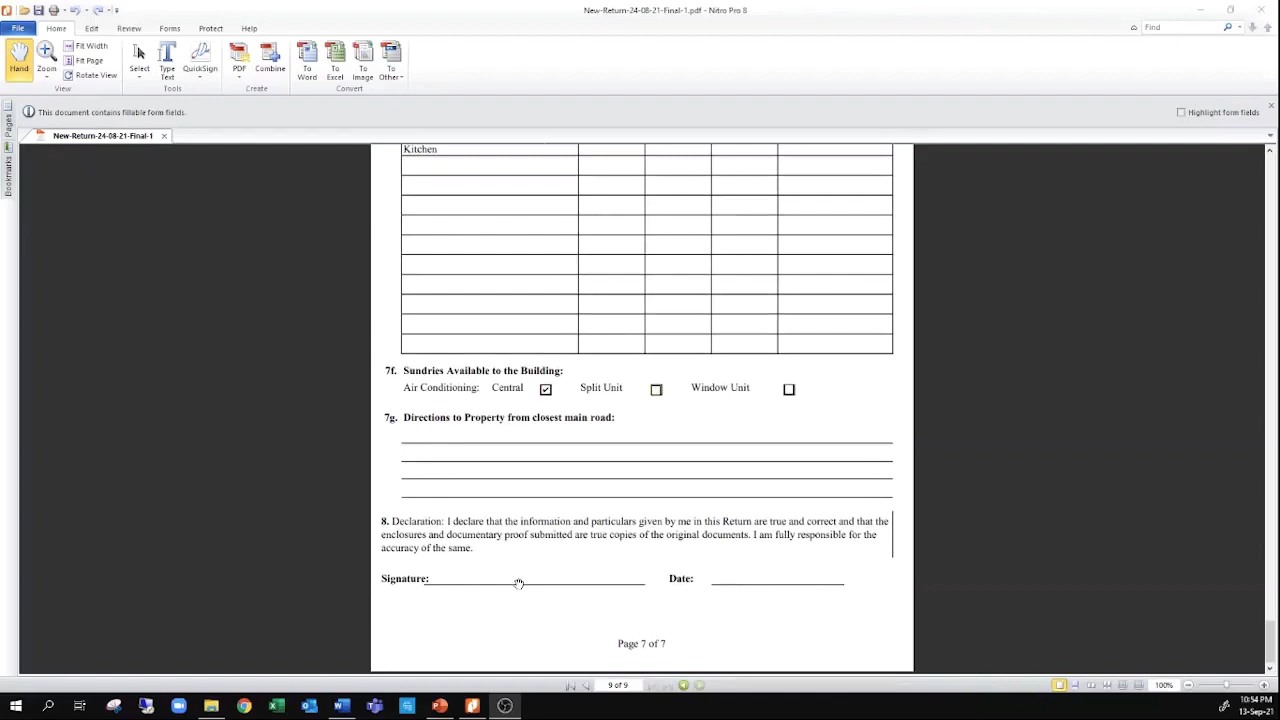 New-Return-24-08-21-Final-1.pdf - Nitro Pro 8
File Home Edit Review Forms Protect Help
Find
Hand
Zoom
Fit Width
Fit Page
Rotate View
View
Select
Type Text
QuickSign
Tools
PDF
Combine
Create
To Word
To Excel
To Image
To Other
Convert
This document contains fillable form fields.
Highlight form fields
Pages
Bookmarks
New-Return-24-08-21-Final-1
Kitchen
7f. Sundries Available to the Building:
Air Conditioning: Central Split Unit Window Unit
7g. Directions to Property from closest main road:
8. Declaration: I declare that the information and particulars given by me in this Return are true and correct and that the
enclosures and documentary proof submitted are true copies of the original documents. I am fully responsible for the
accuracy of the same.
Signature: Date:
Page 7 of 7
9 of 9
100%
10:54 PM
13-Sep-21